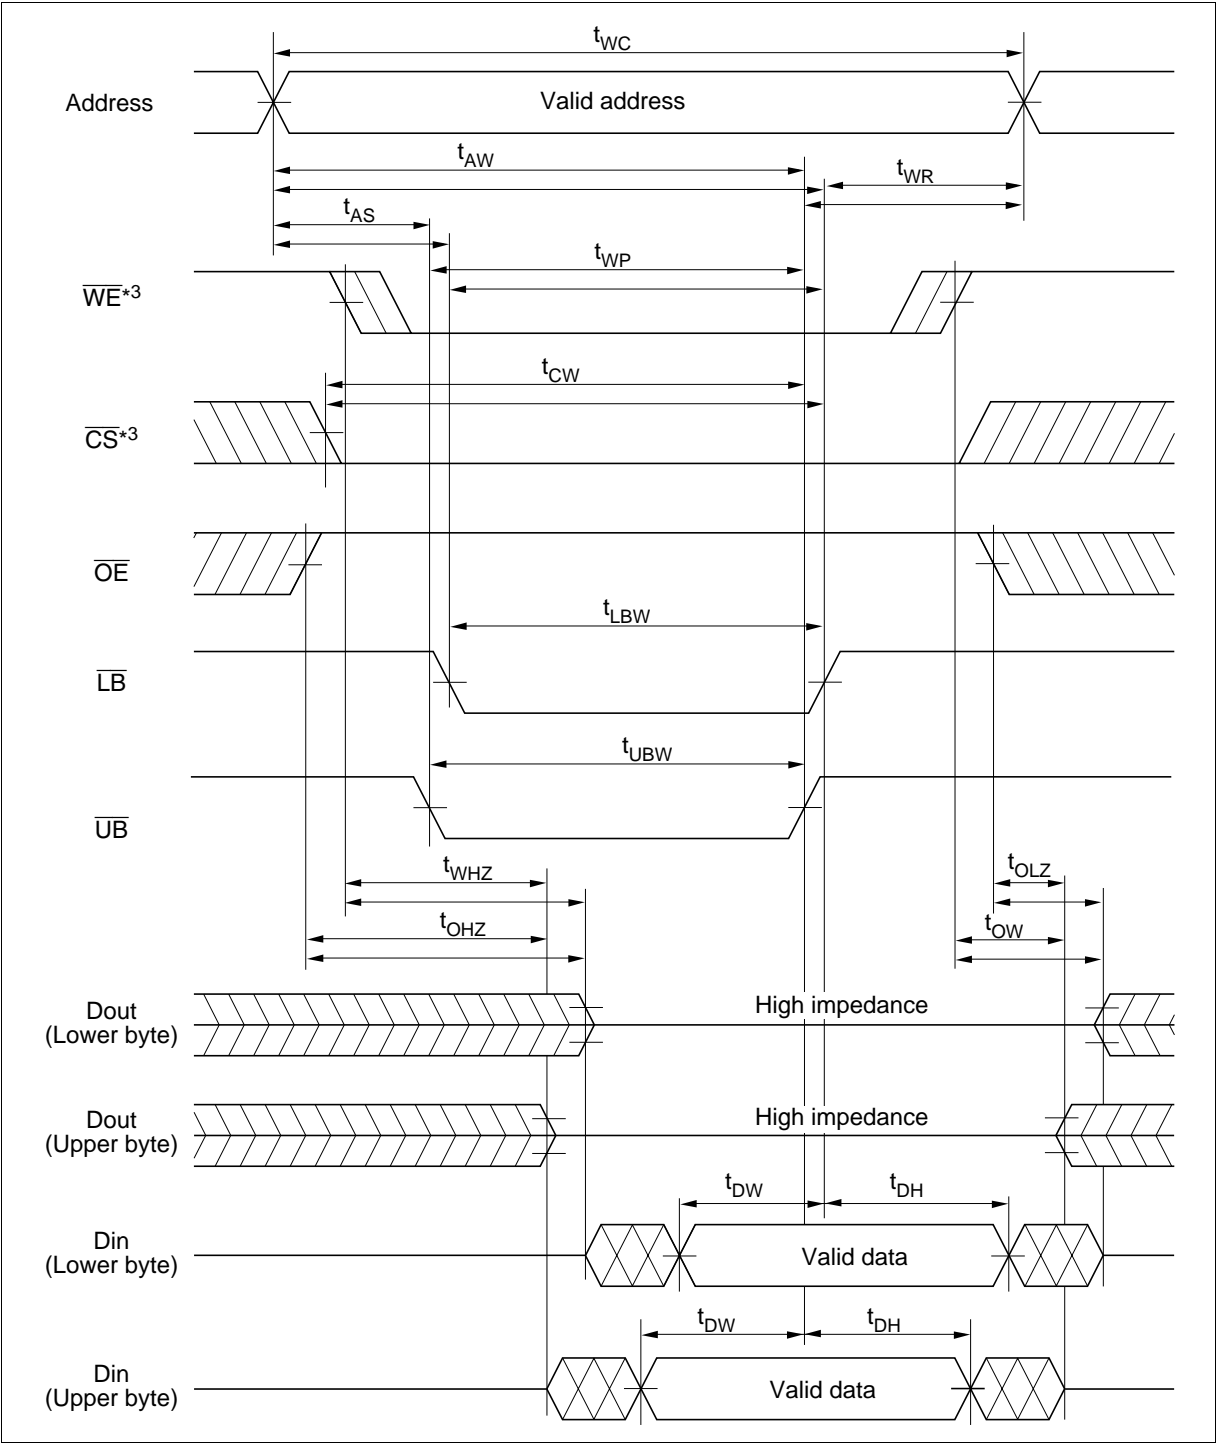 tWC
Address
Valid address
tAW
tWR
tAS
tWP
WE*3
tCW
CS*3
OE
tLBW
LB
tUBW
UB
tWHZ
tOLZ
tOHZ
tOW
Dout
(Lower byte)
High impedance
Dout
(Upper byte)
High impedance
tDW
tDH
Din
(Lower byte)
Valid data
tDW
tDH
Din
(Upper byte)
Valid data